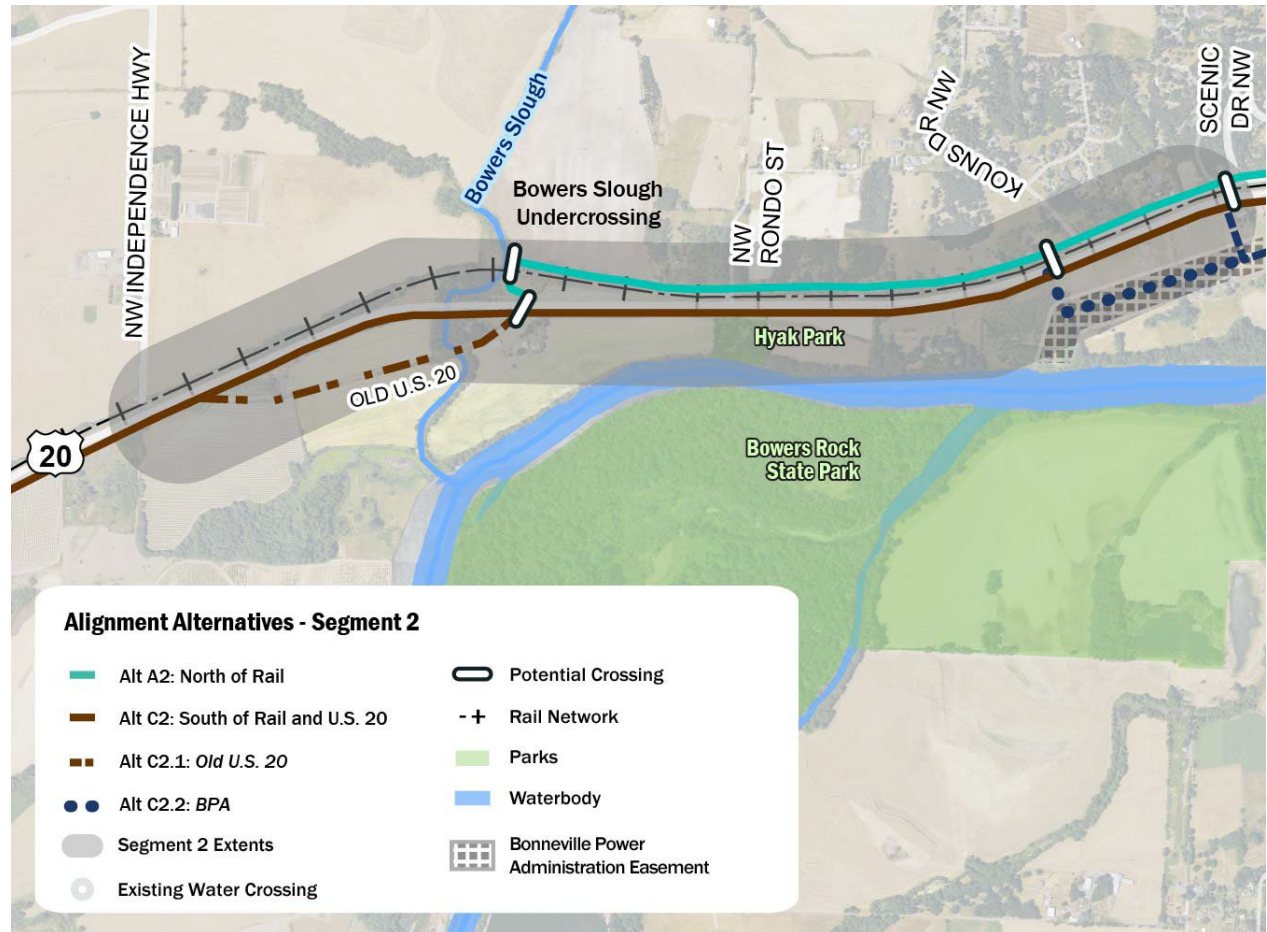 NW INDEPENDENCE HWY
Bowers Slough
Bowers Slough
Undercrossing
NW
RONDO ST
KOUNS DR NW
SCENIC
DR NW
Hyak Park
OLD U.S. 20
20
Bowers Rock
State Park
Alignment Alternatives - Segment 2
Alt A2: North of Rail
Alt C2: South of Rail and U.S. 20
Alt C2.1: Old U.S. 20
Alt C2.2: BPA
Segment 2 Extents
Existing Water Crossing
Potential Crossing
Rail Network
Parks
Waterbody
Bonneville Power
Administration Easement